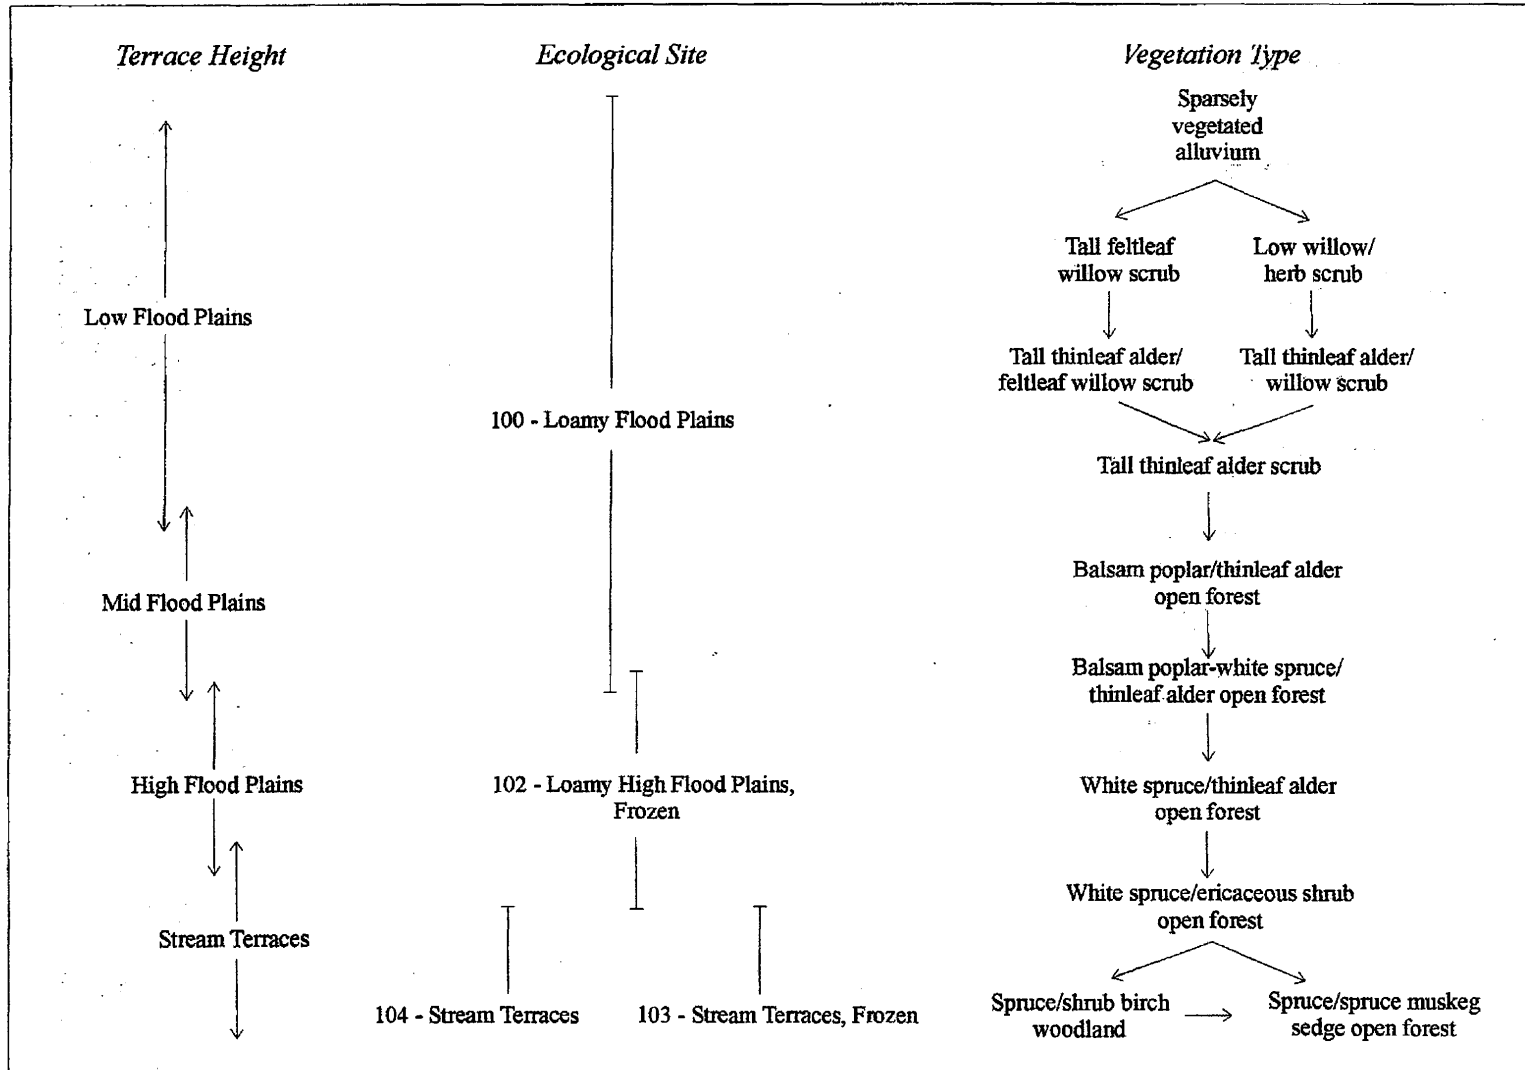 Terrace Height
Ecological Site
Vegetation Type
Sparsely
vegetated
alluvium
Tall feltleaf
willow scrub
Low willow/
herb scrub
Low Flood Plains
Tall thinleaf alder/
feltleaf willow scrub
Tall thinleaf alder/
willow scrub
100 - Loamy Flood Plains
Tall thinleaf alder scrub
Balsam poplar/thinleaf alder
open forest
Mid Flood Plains
Balsam poplar-white spruce/
thinleaf alder open forest
High Flood Plains
102 - Loamy High Flood Plains,
Frozen
White spruce/thinleaf alder
open forest
White spruce/ericaceous shrub
open forest
Stream Terraces
104 - Stream Terraces
103 - Stream Terraces, Frozen
Spruce/shrub birch
woodland
Spruce/spruce muskeg
sedge open forest